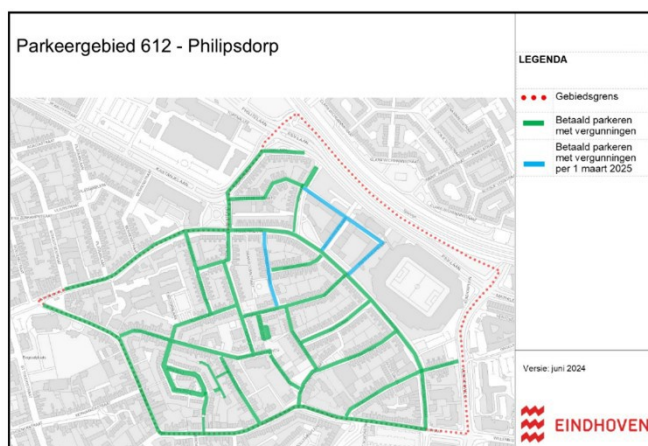 Parkeergebied 612 - Philipsdorp
LEGENDA
Gebiedsgrens
Betaald parkeren
met vergunningen
Betaald parkeren
met vergunningen
per 1 maart 2025
Versie: juni 2024
EINDHOVEN